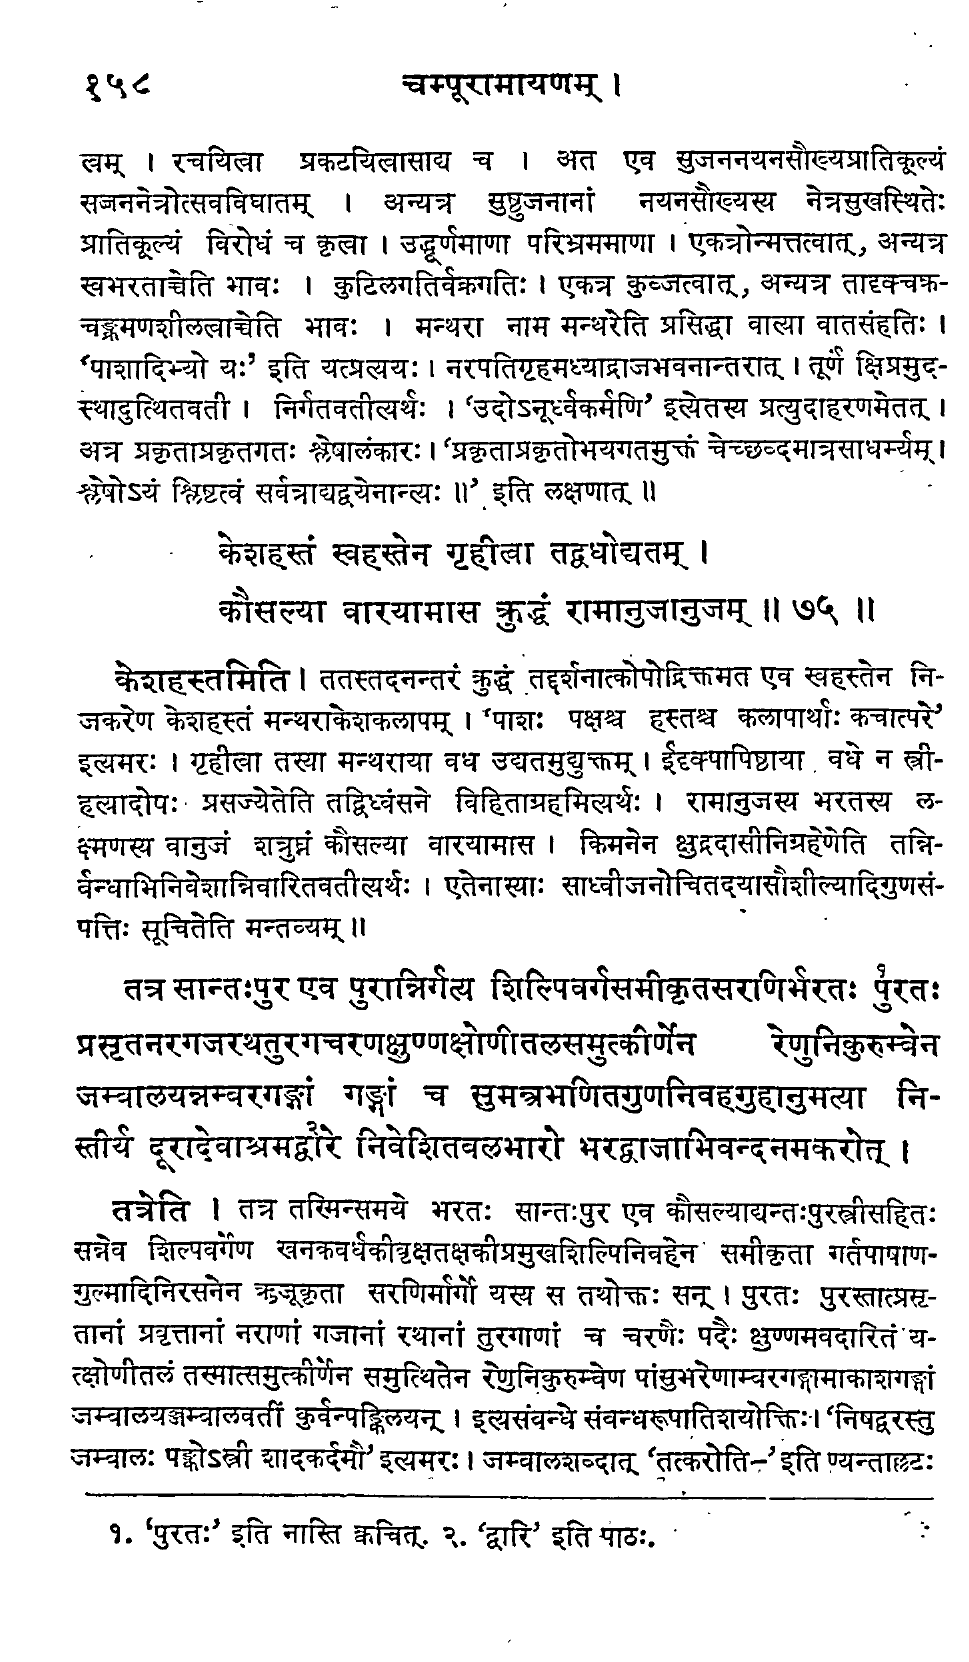 १५८ चम्पूरामायणम् ।
त्वम् । रचयित्वा प्रकटयित्वासाय च । अत एव सुजननयनसौख्यप्रातिकूल्यं
सज्जननेत्रोत्सवविघातम् । अन्यत्र सुष्ठुजनानां नयनसौख्यस्य नेत्रसुखस्थितेः
प्रातिकूल्यं विरोधं च कृत्वा । उद्घूर्णमाणा परिभ्रममाणा । एकत्रोन्मत्तत्वात्, अन्यत्र
स्वभरताच्चेति भावः । कुटिलगतिर्वक्रगतिः । एकत्र कुब्जत्वात्, अन्यत्र तादृक्चक्र-
चङ्क्रमणशीलत्वाच्चेति भावः । मन्थरा नाम मन्थरेति प्रसिद्धा वात्या वातसंहतिः ।
‘पाशादिभ्यो यः’ इति यत्प्रत्ययः । नरपतिगृहमध्याद्राजभवनान्तरात् । तूर्णं क्षिप्रमुद-
स्थादुत्थितवती । निर्गतवतीत्यर्थः । ‘उदोऽनूर्ध्वकर्मणि’ इत्येतस्य प्रत्युदाहरणमेतत् ।
अत्र प्रकृताप्रकृतगतः श्लेषालंकारः । ‘प्रकृताप्रकृतोभयगतमुक्तं चेच्छब्दमात्रसाधर्म्यम् ।
श्लेषोऽयं श्लिष्टत्वं सर्वत्राद्यद्वयेनान्त्यः ॥’ इति लक्षणात् ॥
केशहस्तं स्वहस्तेन गृहीत्वा तद्वधोद्यतम् ।
कौसल्या वारयामास क्रुद्धं रामानुजानुजम् ॥ ७५ ॥
केशहस्तमिति । ततस्तदनन्तरं क्रुद्धं तद्दर्शनात्कोपोद्रिक्तमत एव स्वहस्तेन नि-
जकरेण केशहस्तं मन्थराकेशकलापम् । ‘पाशः पक्षश्च हस्तश्च कलापार्थाः कचात्परे’
इत्यमरः । गृहीत्वा तस्या मन्थराया वध उद्यतमुद्युक्तम् । ईदृक्पापिष्ठाया वधे न स्त्री-
हत्यादोषः प्रसज्येतेति तद्विध्वंसने विहिताग्रहमित्यर्थः । रामानुजस्य भरतस्य ल-
क्ष्मणस्य वानुजं शत्रुघ्नं कौसल्या वारयामास । किमनेन क्षुद्रदासीनिग्रहेणेति तन्नि-
र्बन्धाभिनिवेशान्निवारितवतीत्यर्थः । एतेनास्याः साध्वीजनोचितदयासौशील्यादिगुणसं-
पत्तिः सूचितेति मन्तव्यम् ॥
तत्र सान्तःपुर एव पुरान्निर्गत्य शिल्पिवर्गसमीकृतसरणिर्भरतः पुरतः१
प्रसृतनरगजरथतुरगचरणक्षुण्णक्षोणीतलसमुत्कीर्णेन रेणुनिकुरुम्बेन
जम्बालयन्नम्बरगङ्गां गङ्गां च सुमन्त्रभणितगुणनिवहगुहानुमत्या नि-
स्तीर्य दूरादेवाश्रमद्वारे२ निवेशितबलभारो भरद्वाजाभिवन्दनमकरोत् ।
तत्रेति । तत्र तस्मिन्समये भरतः सान्तःपुर एव कौसल्याद्यन्तःपुरस्त्रीसहितः
सन्नेव शिल्पवर्गेण खनकवर्धकीवृक्षतक्षकीप्रमुखशिल्पिनिवहेन समीकृता गर्तपाषाण-
गुल्मादिनिरसनेन ऋजूकृता सरणिर्मार्गो यस्य स तथोक्तः सन् । पुरतः पुरस्तात्प्रसृ-
तानां प्रवृत्तानां नराणां गजानां रथानां तुरगाणां च चरणैः पदैः क्षुण्णमवदारितं य-
त्क्षोणीतलं तस्मात्समुत्कीर्णेन समुत्थितेन रेणुनिकुरुम्बेण पांसुभरेणाम्बरगङ्गामाकाशगङ्गां
जम्बालयञ्जम्बालवतीं कुर्वन्पङ्किलयन् । इत्यसंबन्धे संबन्धरूपातिशयोक्तिः । ‘निषद्वरस्तु
जम्बालः पङ्कोऽस्त्री शादकर्दमौ’ इत्यमरः । जम्बालशब्दात् ‘तत्करोति–’ इति ण्यन्ताल्लटः
१. ‘पुरतः’ इति नास्ति क्वचित्. २. ‘द्वारि’ इति पाठः.